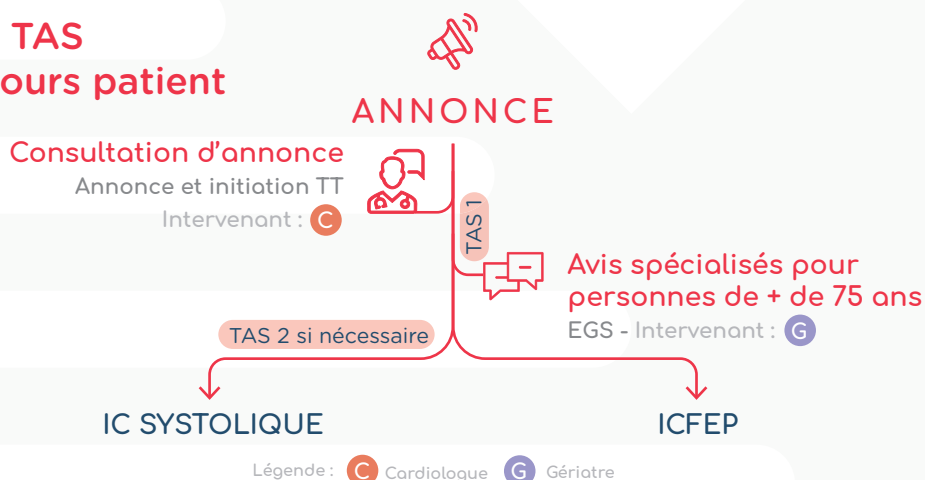 TAS
ours patient
ANNONCE
Consultation d'annonce
Annonce et initiation TT
Intervenant : C
TAS 1
Avis spécialisés pour
personnes de + de 75 ans
EGS - Intervenant : G
TAS 2 si nécessaire
IC SYSTOLIQUE
ICFEP
Légende : C Cardiologue G Gériatre